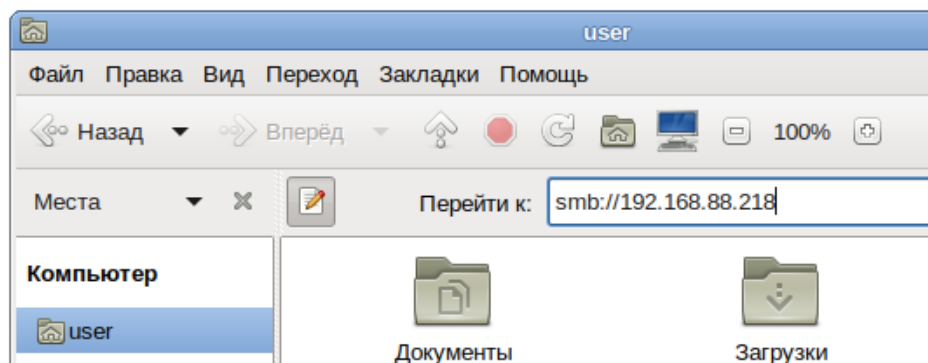 user
Файл Правка Вид Переход Закладки Помощь
Назад Вперёд 100%
Места Перейти к: smb://192.168.88.218
Компьютер
user
Документы Загрузки